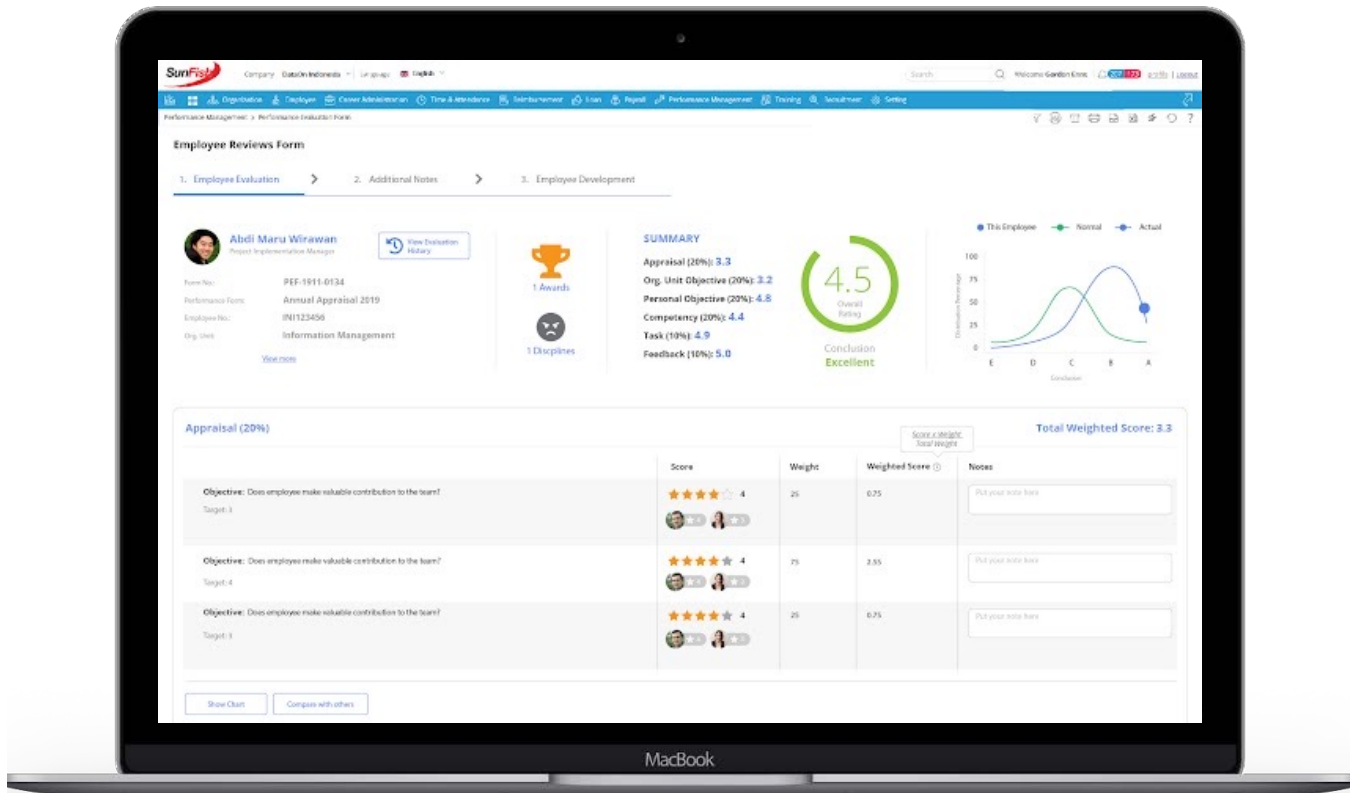 SunFish
Company DataOn Indonesia Language English
Search
Welcome Gordon Enns
Profile | Logout
Organization Employee Career Administration Time & Attendance Reimbursement Loan Payroll Performance Management Training Recruitment Setting
Performance Management > Performance Evaluation Form
Employee Reviews Form
1. Employee Evaluation
2. Additional Notes
3. Employee Development
Abdi Maru Wirawan
Project Implementation Manager
View Evaluation
History
Form No.:
PEF-1911-0134
Performance Form:
Annual Appraisal 2019
Employee No.:
INI123456
Org. Unit:
Information Management
View more
1 Awards
1 Discplines
SUMMARY
Appraisal (20%): 3.3
Org. Unit Objective (20%): 3.2
Personal Objective (20%): 4.8
Competency (20%): 4.4
Task (10%): 4.9
Feedback (10%): 5.0
4.5
Overall
Rating
Conclusion
Excellent
This Employee Normal Actual
Distribution Percentage
100
75
50
25
0
E D C B A
Conclusion
Appraisal (20%)
Total Weighted Score: 3.3
Score x Weight
Total Weight
Score Weight Weighted Score Notes
Objective: Does employee make valuable contribution to the team?
Target: 3
4
25
0.75
Put your note here
Objective: Does employee make valuable contribution to the team?
Target: 4
4
75
2.55
Put your note here
Objective: Does employee make valuable contribution to the team?
Target: 3
4
25
0.75
Put your note here
Show Chart
Compare with others
MacBook